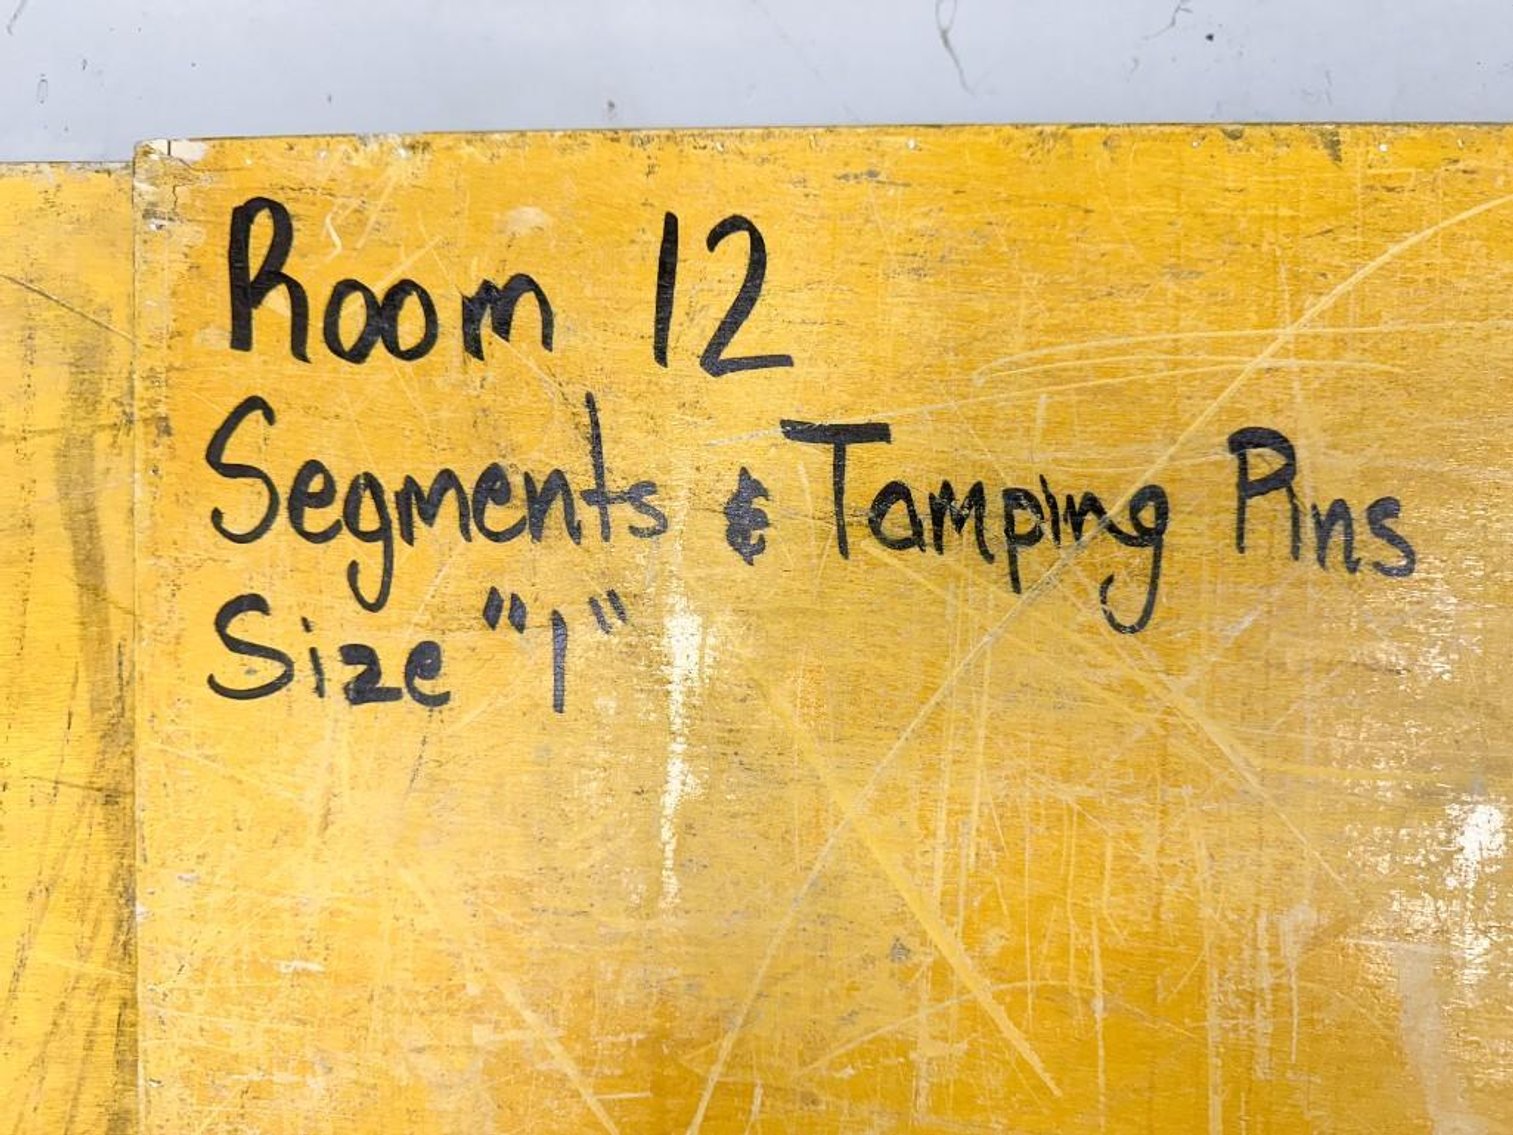 Room 12
Segments & Tamping Pins
Size "1"